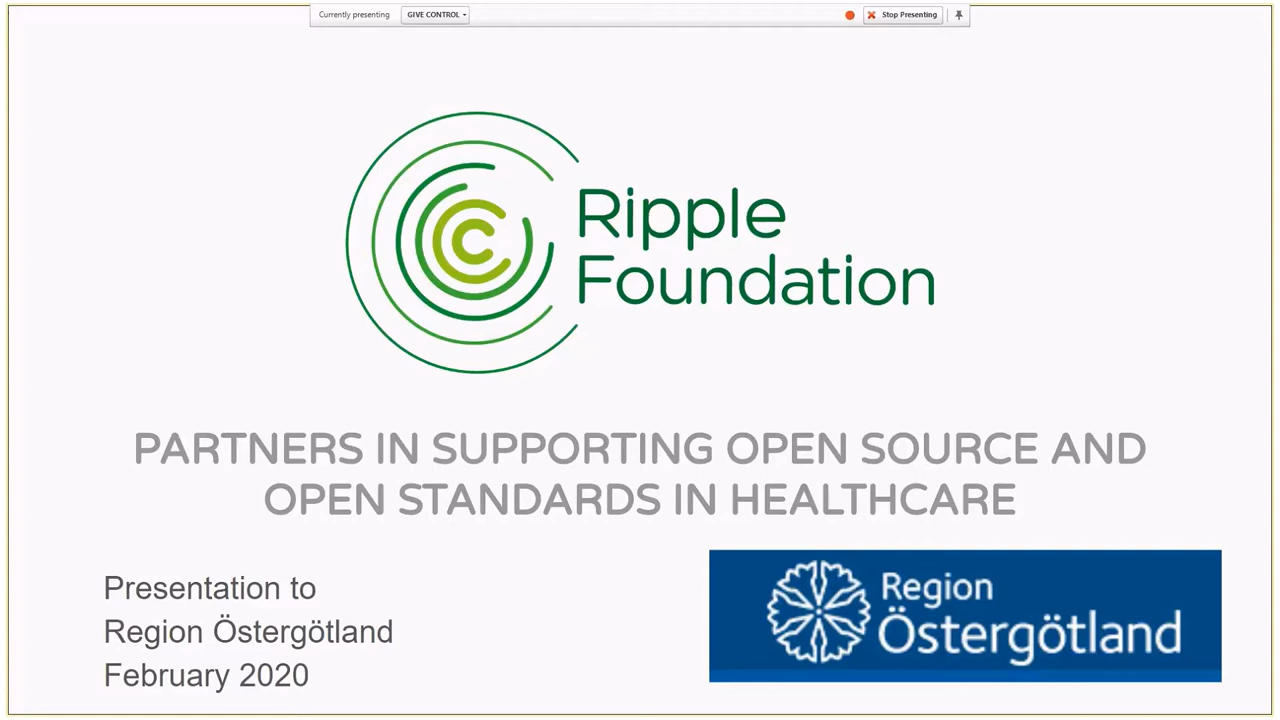 Currently presenting GIVE CONTROL Stop Presenting
Ripple
Foundation
PARTNERS IN SUPPORTING OPEN SOURCE AND
OPEN STANDARDS IN HEALTHCARE
Presentation to
Region Östergötland
February 2020
Region
Östergötland